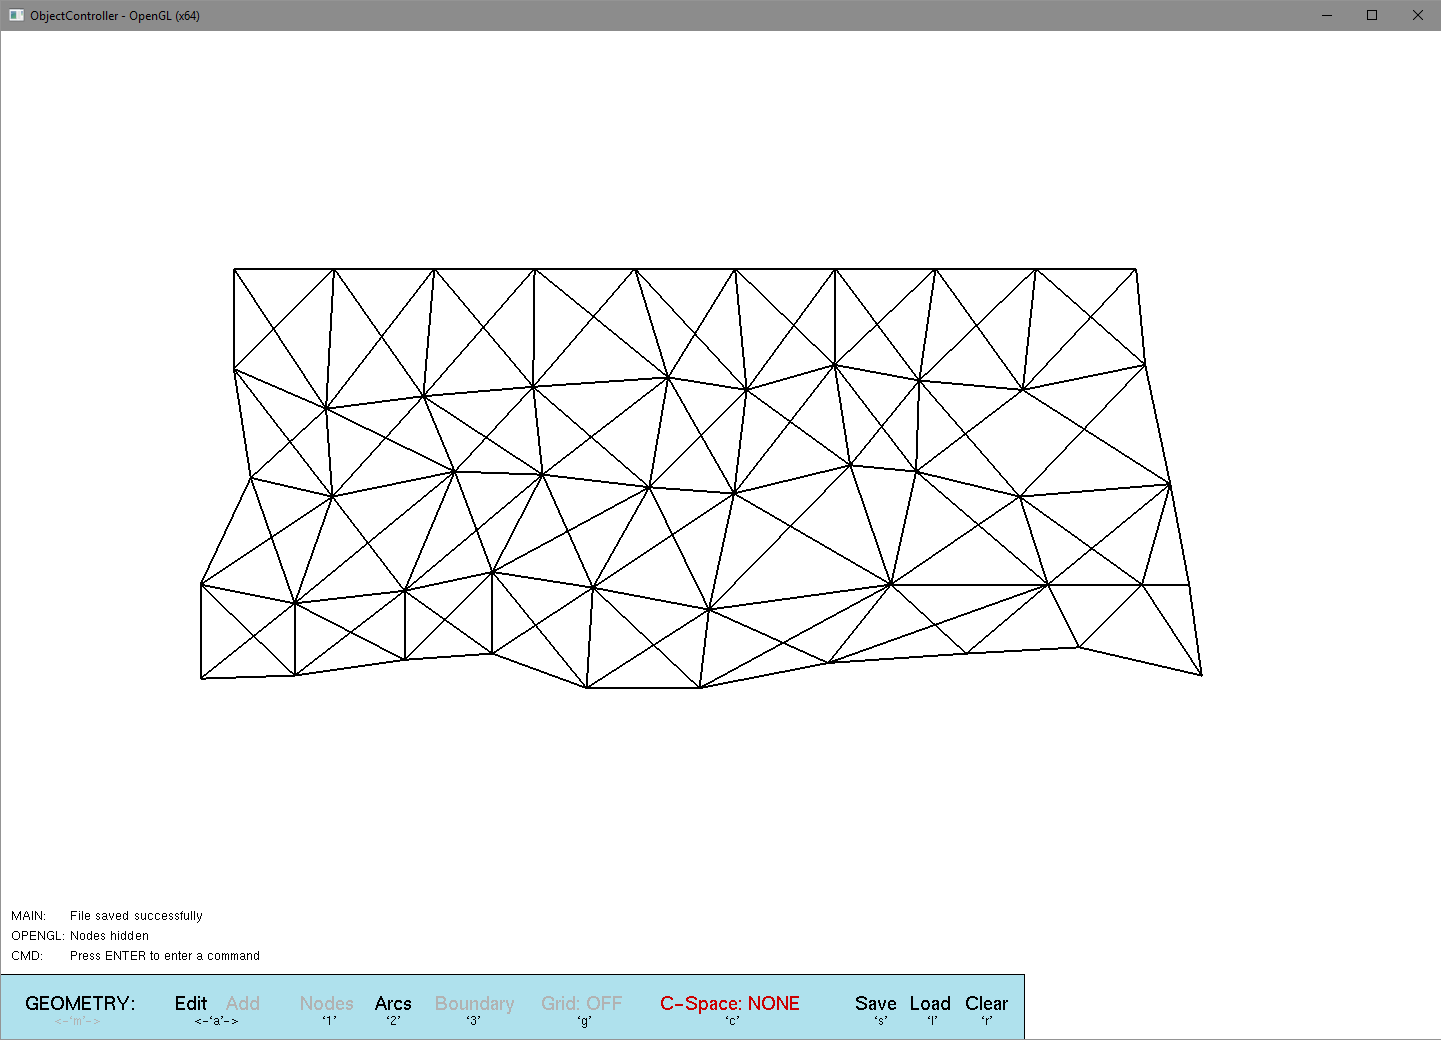 ObjectController - OpenGL (x64)
MAIN: File saved successfully
OPENGL: Nodes hidden
CMD: Press ENTER to enter a command
GEOMETRY: Edit Add Nodes Arcs Boundary Grid: OFF C-Space: NONE Save Load Clear
<-'m'-> <-'a'-> '1' '2' '3' 'g' 'c' 's' 'l' 'r'